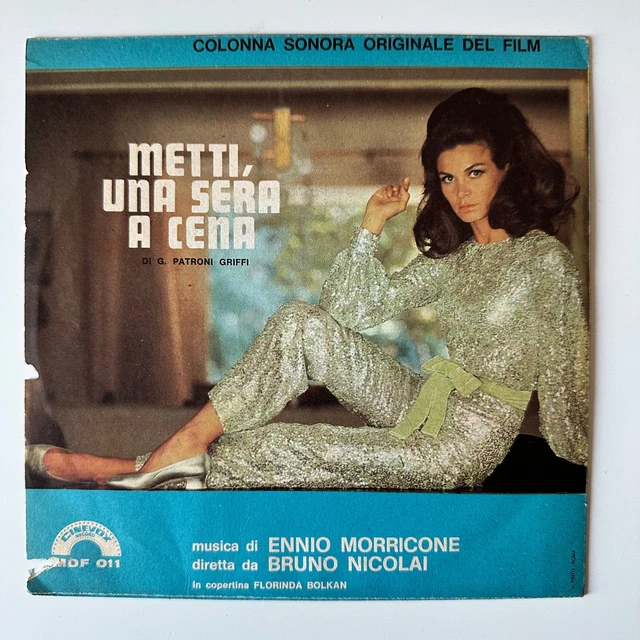 COLONNA SONORA ORIGINALE DEL FILM
METTI,
UNA SERA
A CENA
DI G. PATRONI GRIFFI
CINEVOX
RECORD
MDF 011
musica di ENNIO MORRICONE
diretta da BRUNO NICOLAI
in copertina FLORINDA BOLKAN